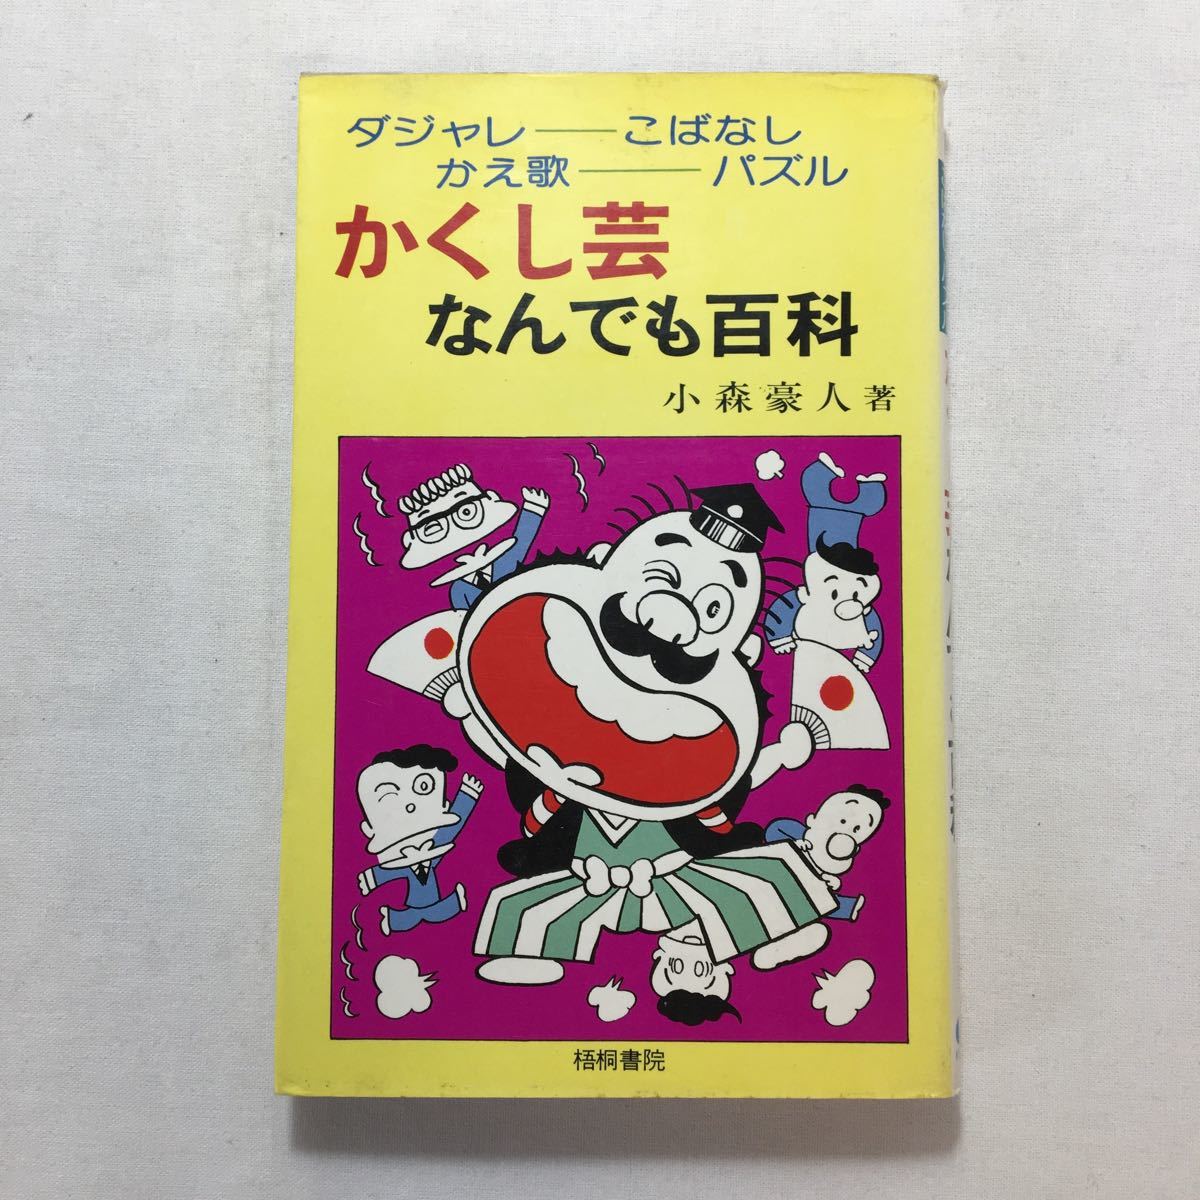 ダジャレ――こばなし
かえ歌――パズル
かくし芸
なんでも百科
小森豪人著
梧桐書院